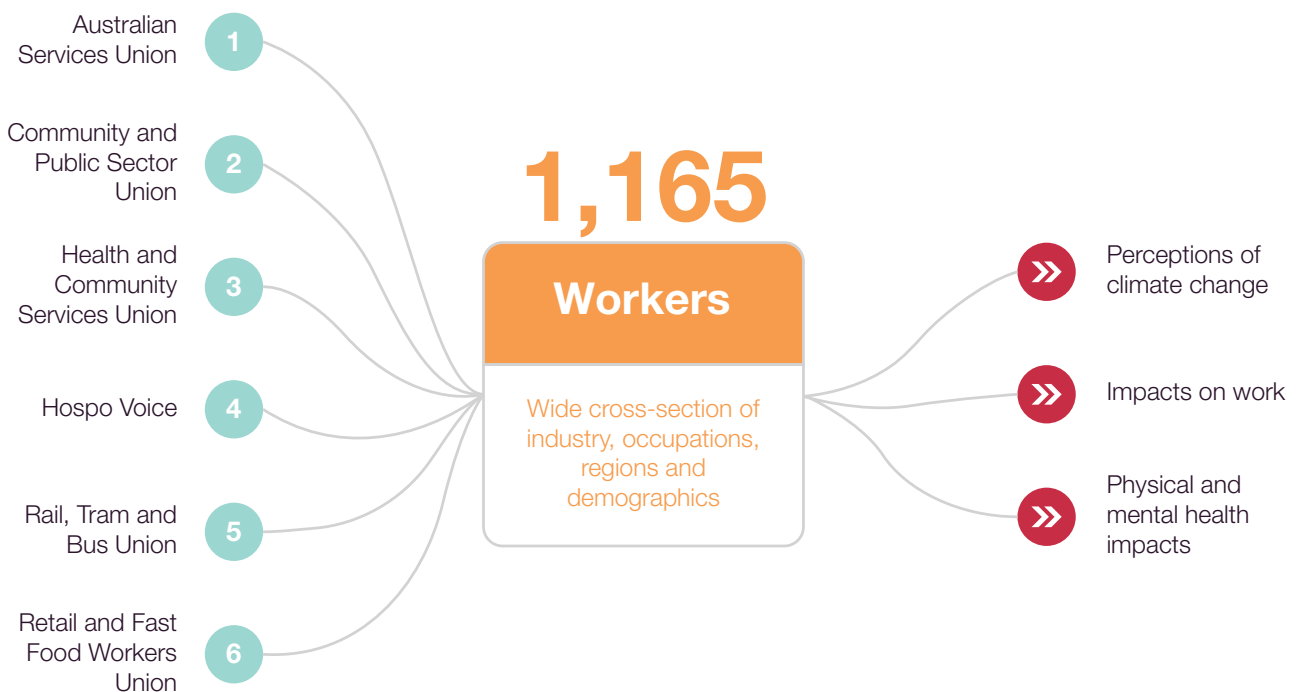 Australian
Services Union
1
Community and
Public Sector
Union
2
Health and
Community
Services Union
3
Hospo Voice
4
Rail, Tram and
Bus Union
5
Retail and Fast
Food Workers
Union
6
1,165
Workers
Wide cross-section of
industry, occupations,
regions and
demographics
Perceptions of
climate change
Impacts on work
Physical and
mental health
impacts